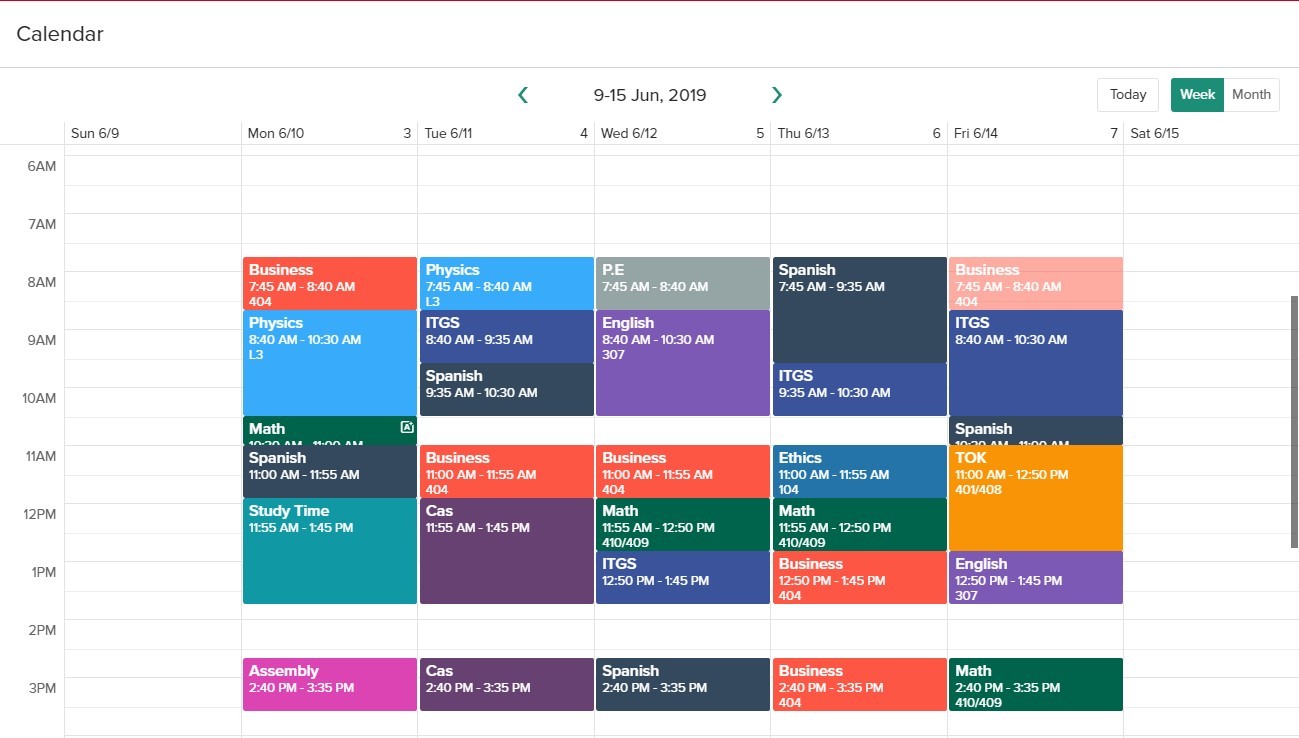 Calendar
9-15 Jun, 2019
Today
Week
Month
Sun 6/9
Mon 6/10
3
Tue 6/11
4
Wed 6/12
5
Thu 6/13
6
Fri 6/14
7
Sat 6/15
6AM
7AM
8AM
9AM
10AM
11AM
12PM
1PM
2PM
3PM
Business
7:45 AM - 8:40 AM
404
Physics
8:40 AM - 10:30 AM
L3
Math
10:30 AM - 11:00 AM
Spanish
11:00 AM - 11:55 AM
Study Time
11:55 AM - 1:45 PM
Assembly
2:40 PM - 3:35 PM
Physics
7:45 AM - 8:40 AM
L3
ITGS
8:40 AM - 9:35 AM
Spanish
9:35 AM - 10:30 AM
Business
11:00 AM - 11:55 AM
404
Cas
11:55 AM - 1:45 PM
Cas
2:40 PM - 3:35 PM
P.E
7:45 AM - 8:40 AM
English
8:40 AM - 10:30 AM
307
Business
11:00 AM - 11:55 AM
404
Math
11:55 AM - 12:50 PM
410/409
ITGS
12:50 PM - 1:45 PM
Spanish
2:40 PM - 3:35 PM
Spanish
7:45 AM - 9:35 AM
ITGS
9:35 AM - 10:30 AM
Ethics
11:00 AM - 11:55 AM
104
Math
11:55 AM - 12:50 PM
410/409
Business
12:50 PM - 1:45 PM
404
Business
2:40 PM - 3:35 PM
404
Business
7:45 AM - 8:40 AM
404
ITGS
8:40 AM - 10:30 AM
Spanish
10:30 AM - 11:00 AM
TOK
11:00 AM - 12:50 PM
401/408
English
12:50 PM - 1:45 PM
307
Math
2:40 PM - 3:35 PM
410/409